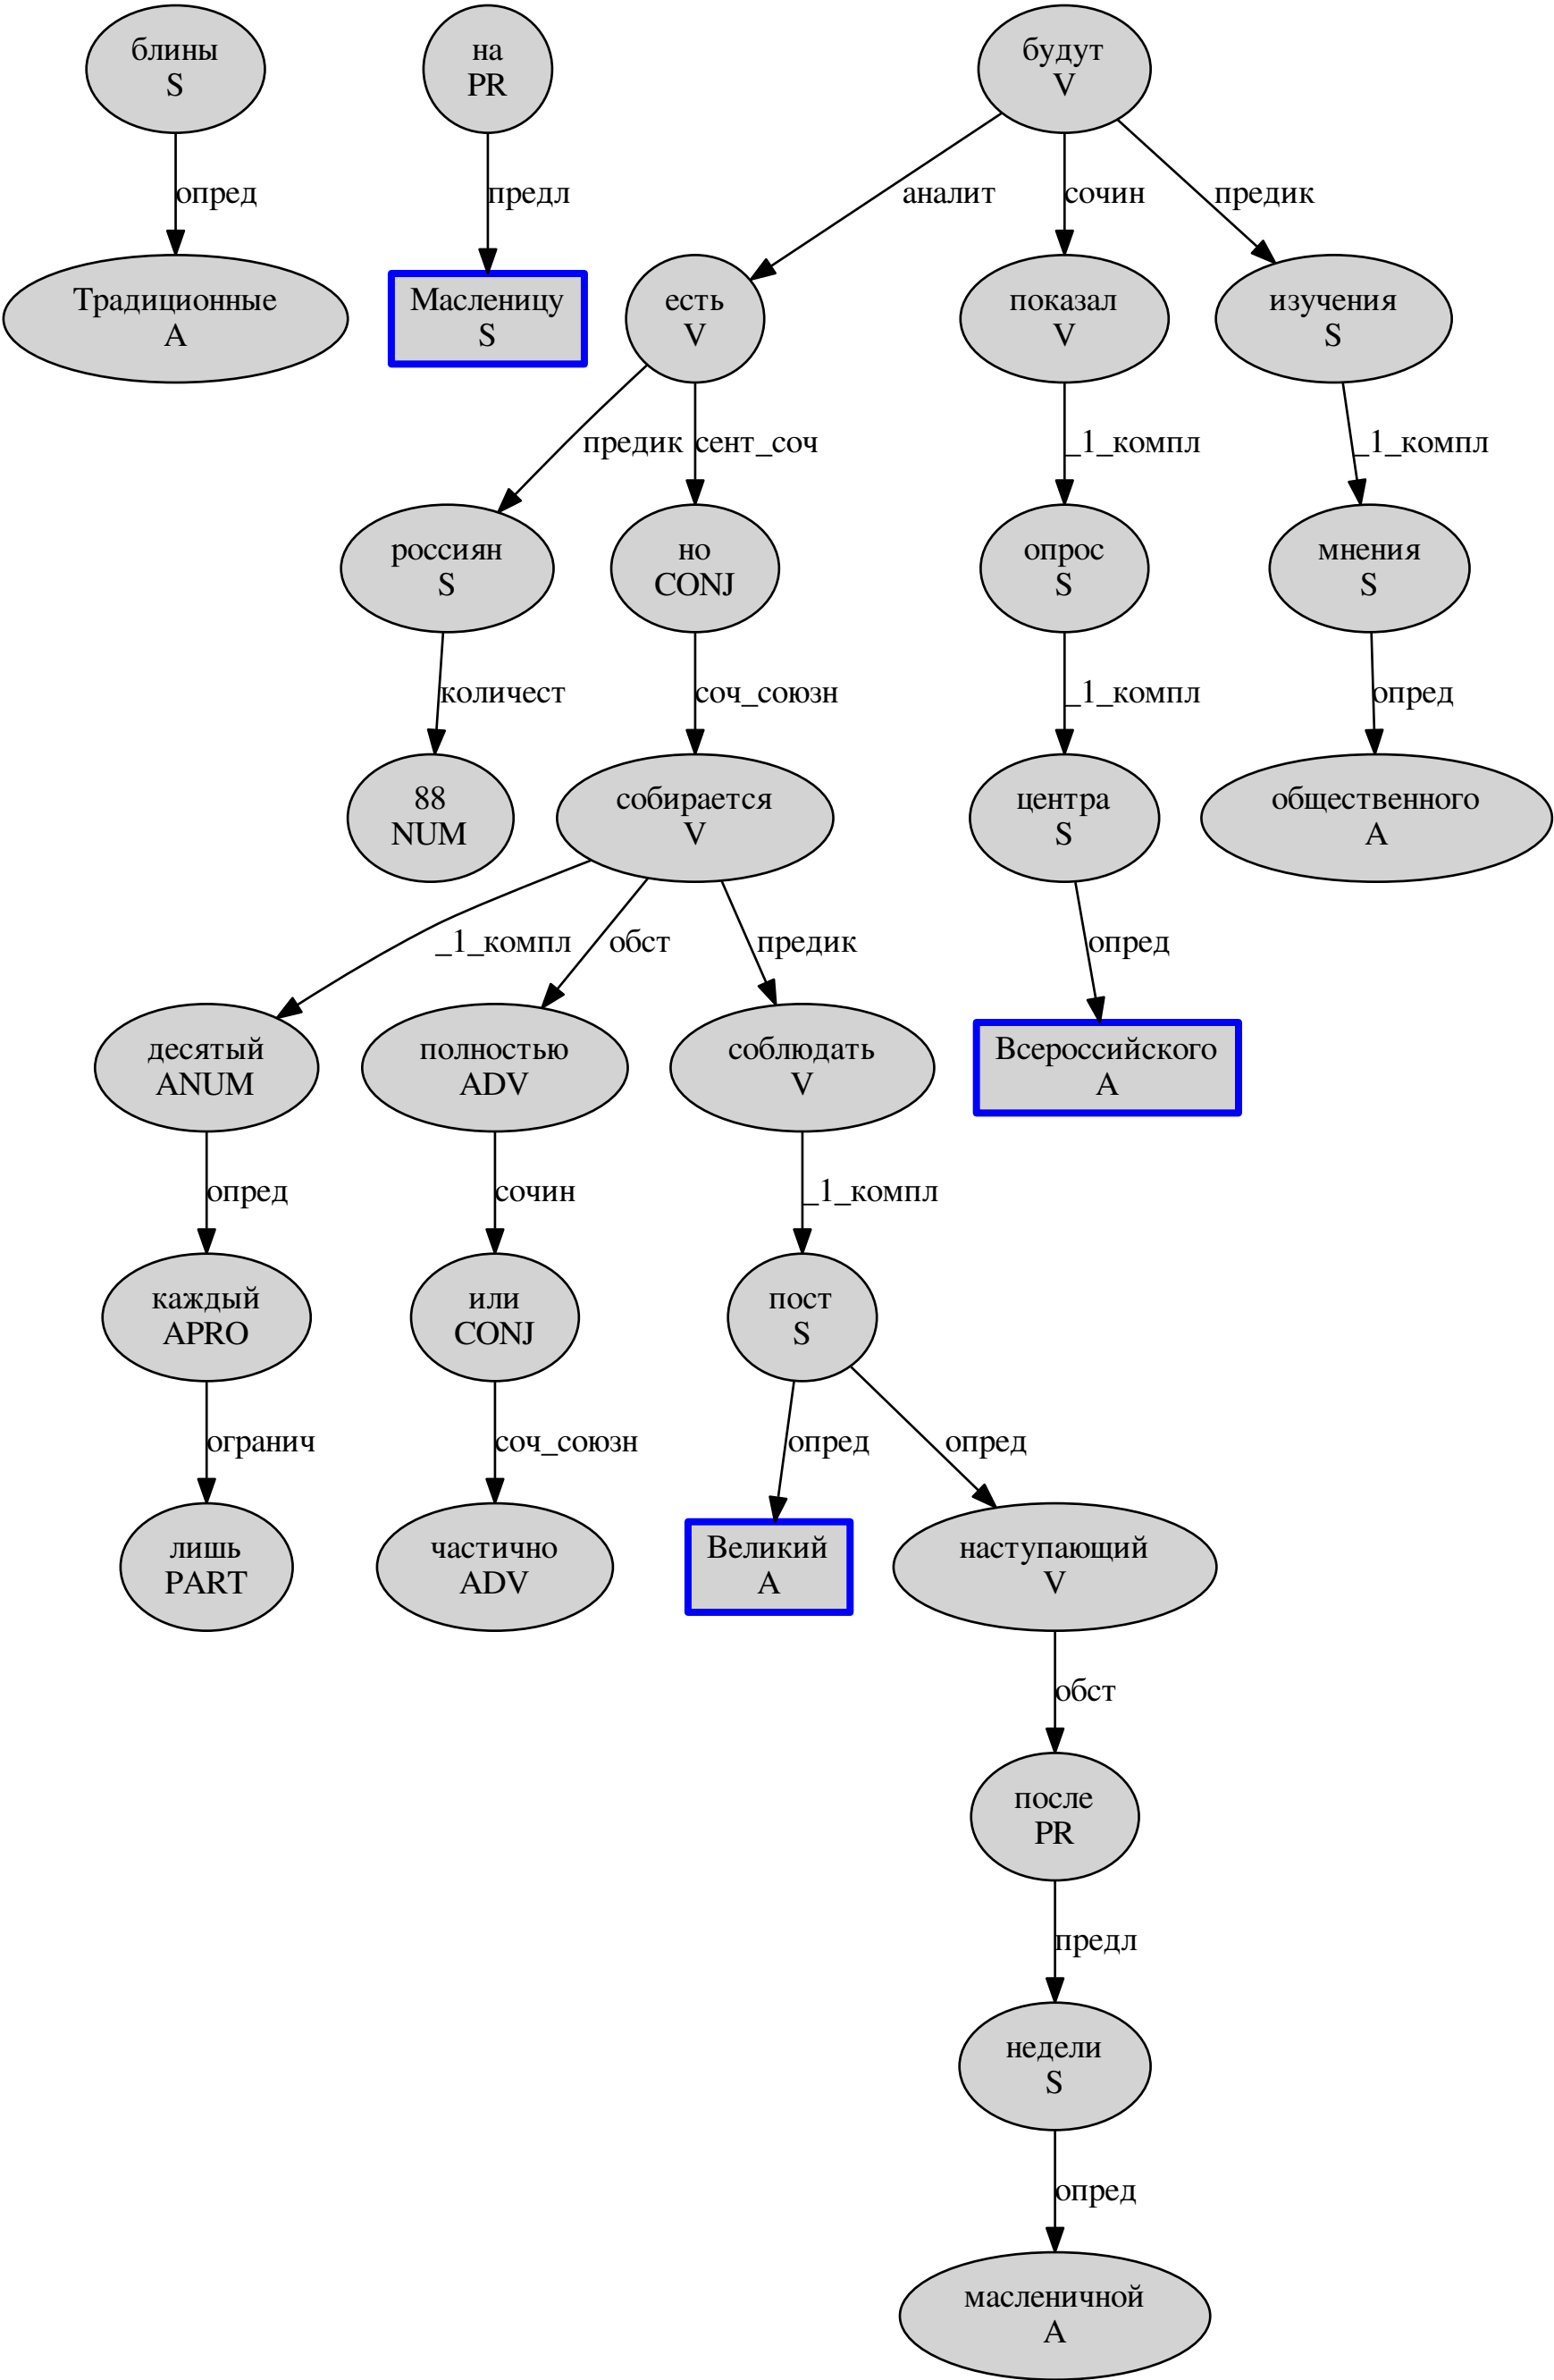 блины
S
на
PR
будут
V
опред
предл
аналит
сочин
предик
Традиционные
A
Масленицу
S
есть
V
показал
V
изучения
S
предик
сент_соч
_1_компл
_1_компл
россиян
S
но
CONJ
опрос
S
мнения
S
количест
соч_союзн
_1_компл
опред
88
NUM
собирается
V
центра
S
общественного
A
_1_компл
обст
предик
опред
десятый
ANUM
полностью
ADV
соблюдать
V
Всероссийского
A
опред
сочин
_1_компл
каждый
APRO
или
CONJ
пост
S
огранич
соч_союзн
опред
опред
лишь
PART
частично
ADV
Великий
A
наступающий
V
обст
после
PR
предл
недели
S
опред
масленичной
A